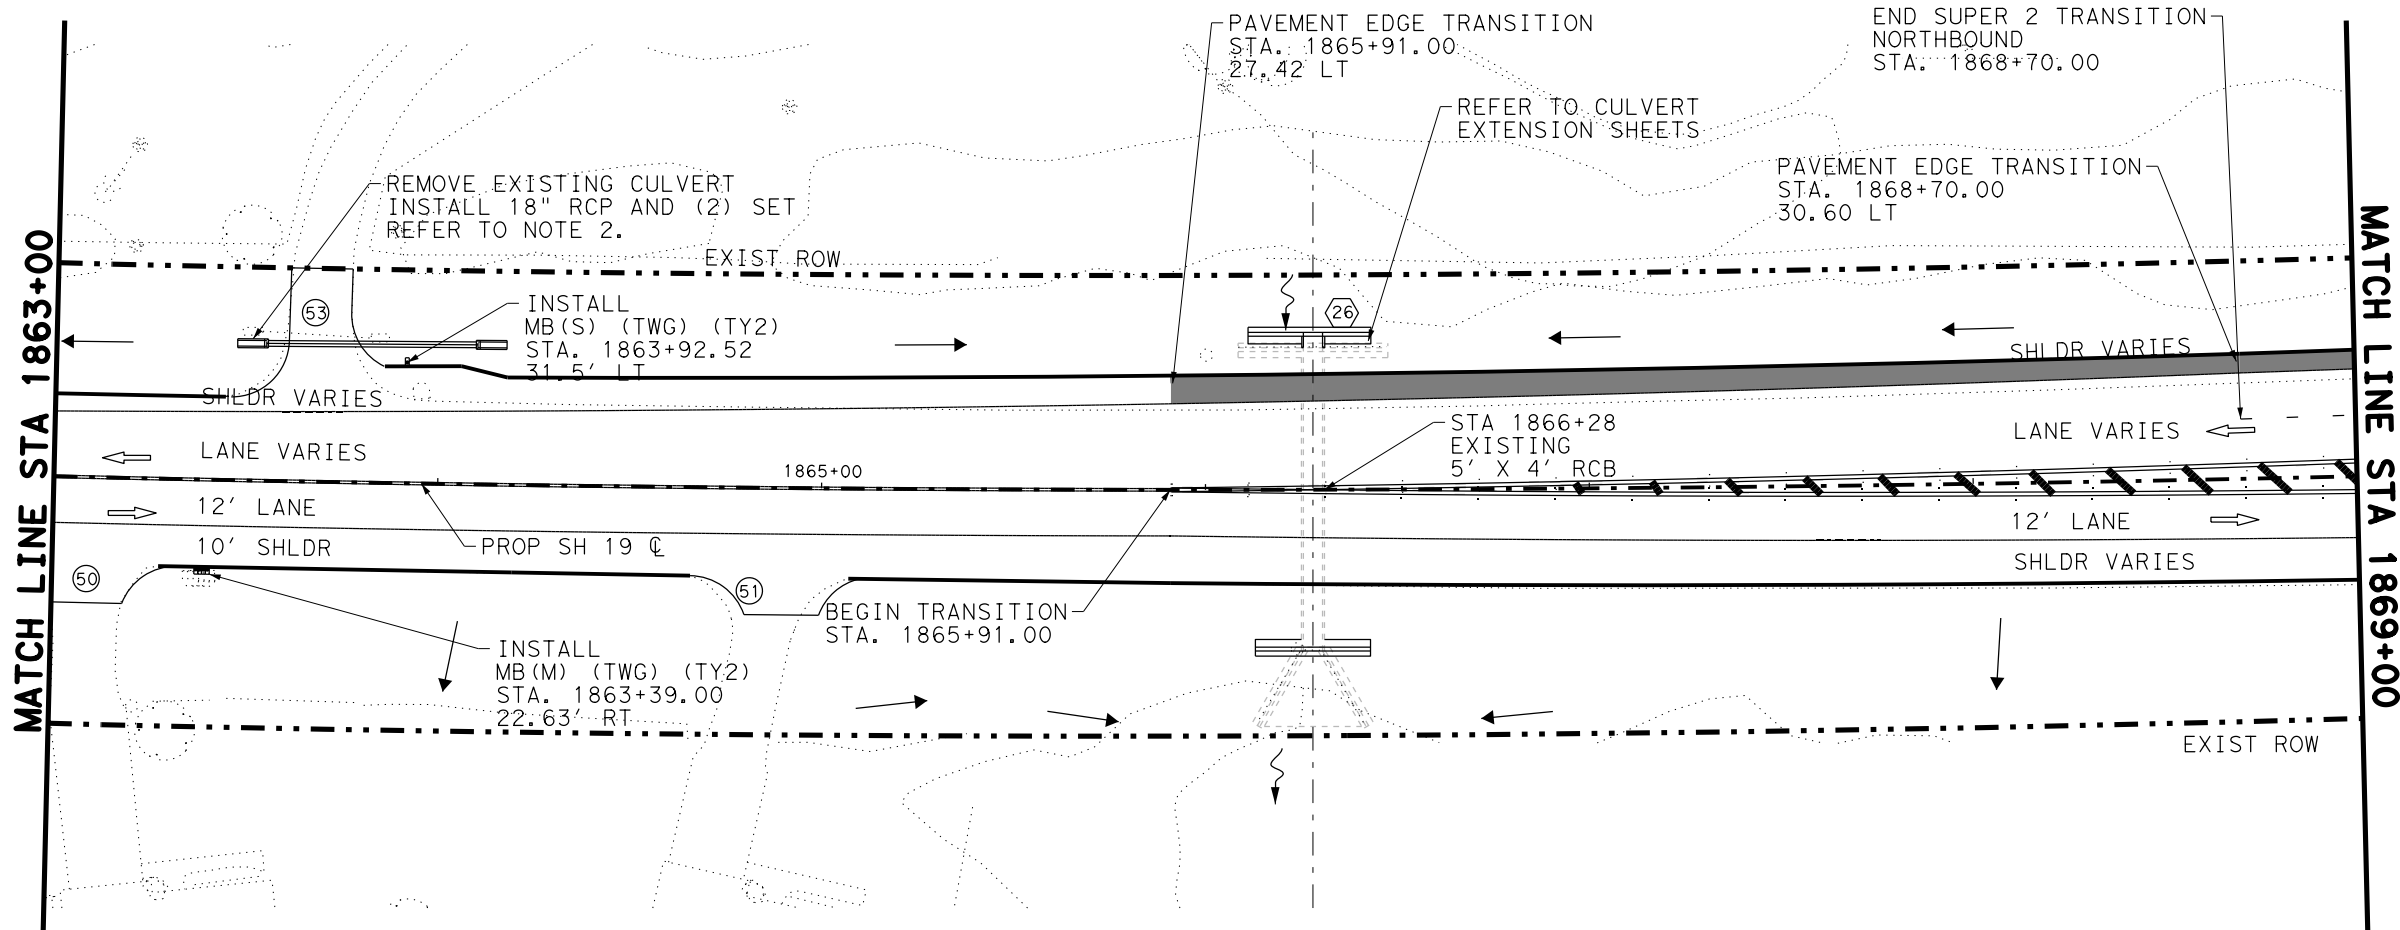 PAVEMENT EDGE TRANSITION
STA. 1865+91.00
27.42 LT
END SUPER 2 TRANSITION
NORTHBOUND
STA. 1868+70.00
REFER TO CULVERT
EXTENSION SHEETS
PAVEMENT EDGE TRANSITION
STA. 1868+70.00
30.60 LT
REMOVE EXISTING CULVERT
INSTALL 18" RCP AND (2) SET
REFER TO NOTE 2.
EXIST ROW
MATCH LINE STA 1863+00
MATCH LINE STA 1869+00
53
INSTALL
MB(S) (TWG) (TY2)
STA. 1863+92.52
31.5' LT
26
SHLDR VARIES
SHLDR VARIES
LANE VARIES
1865+00
STA 1866+28
EXISTING
5' X 4' RCB
LANE VARIES
12' LANE
12' LANE
10' SHLDR
PROP SH 19 ℄
SHLDR VARIES
50
51
BEGIN TRANSITION
STA. 1865+91.00
INSTALL
MB(M) (TWG) (TY2)
STA. 1863+39.00
22.63' RT
EXIST ROW